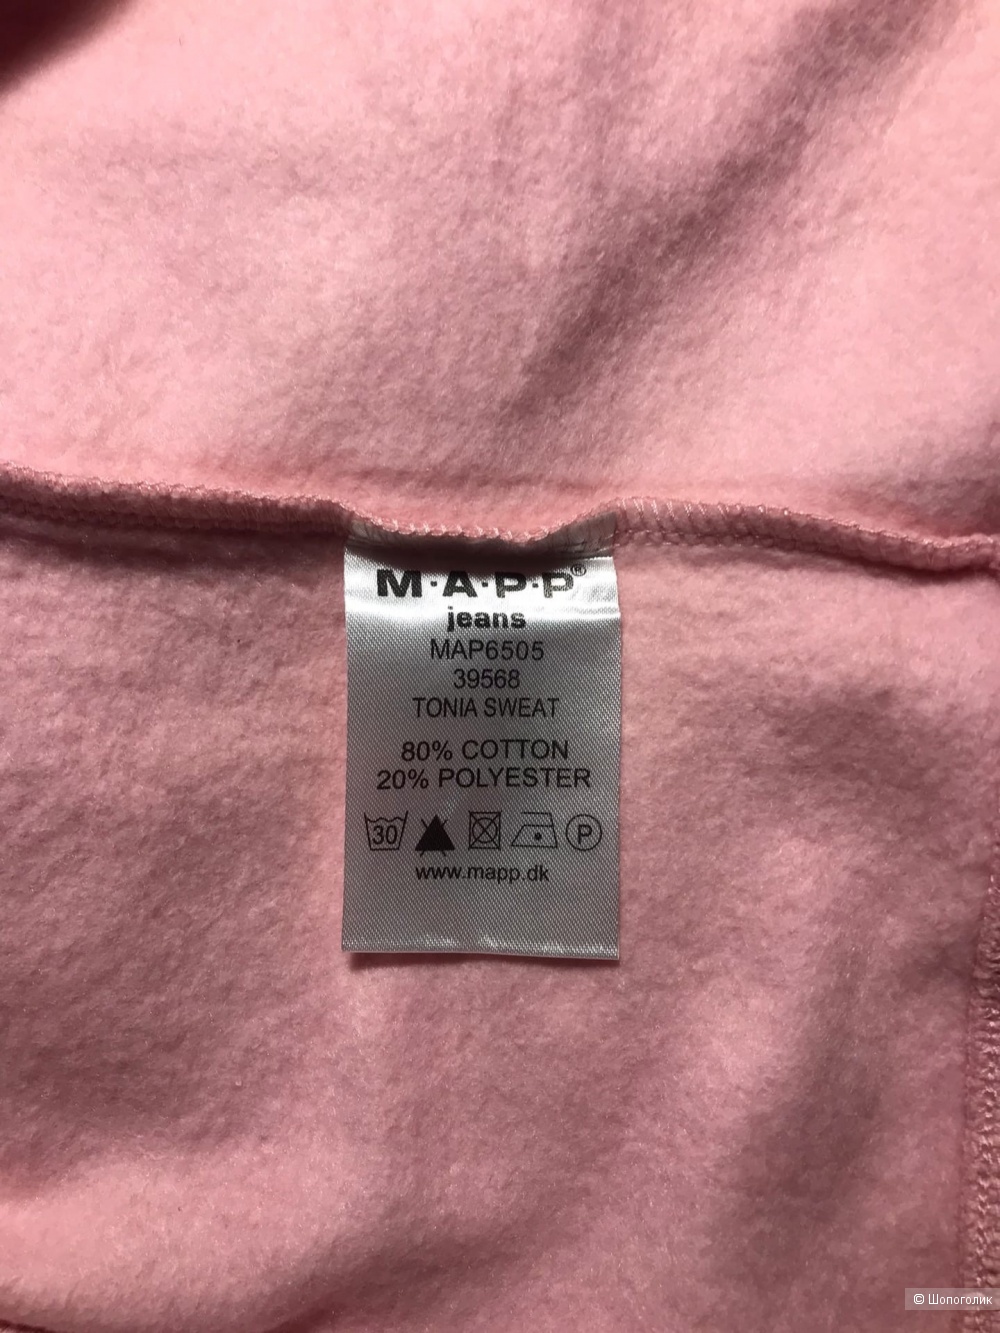 M·A·P·P®
jeans
MAP6505
39568
TONIA SWEAT
80% COTTON
20% POLYESTER
30 P
www.mapp.dk
© Шопоголик